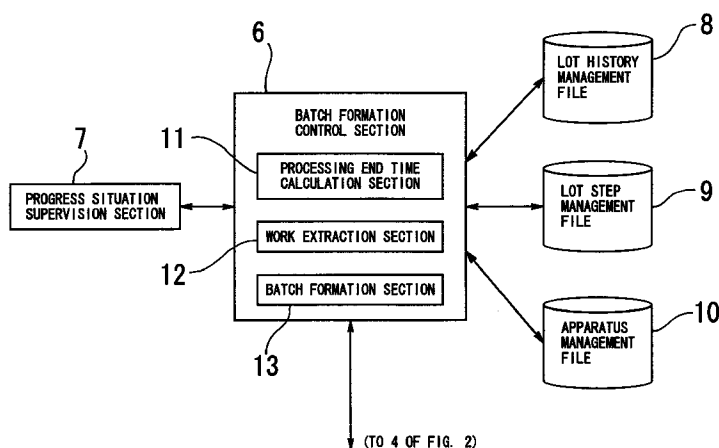 6
8
LOT HISTORY
MANAGEMENT
FILE
BATCH FORMATION
CONTROL SECTION
11
7
PROCESSING END TIME
CALCULATION SECTION
PROGRESS SITUATION
SUPERVISION SECTION
LOT STEP
MANAGEMENT
FILE
9
WORK EXTRACTION SECTION
12
BATCH FORMATION SECTION
13
APPARATUS
MANAGEMENT
FILE
10
(TO 4 OF FIG. 2)